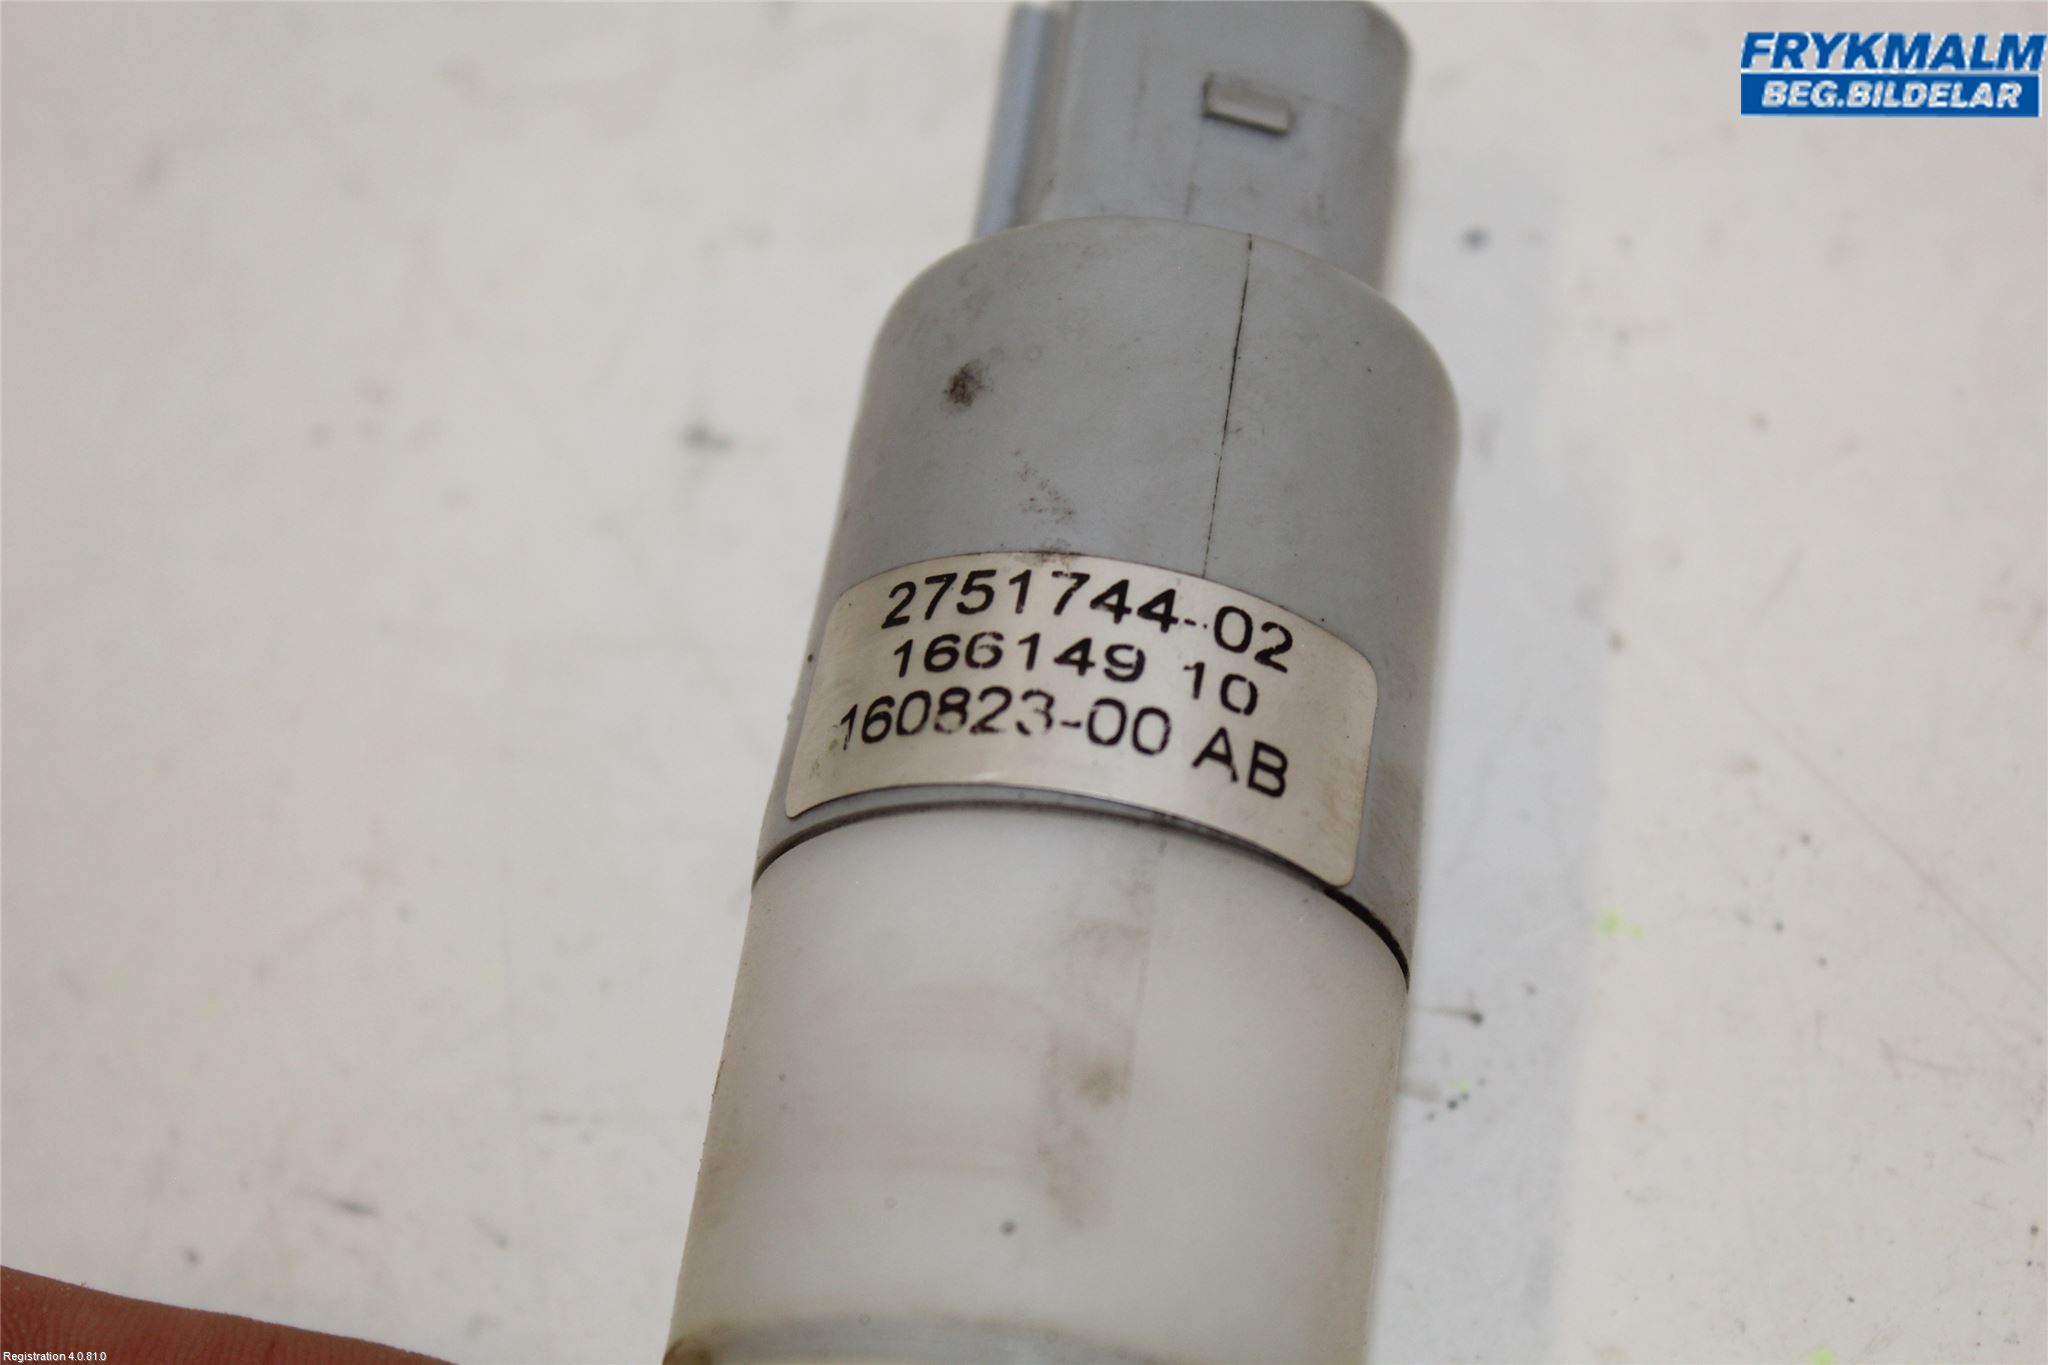 FRYKMALM
BEG.BILDELAR
2751744-02
166149 10
160823-00 AB
Registration 4.0.81.0